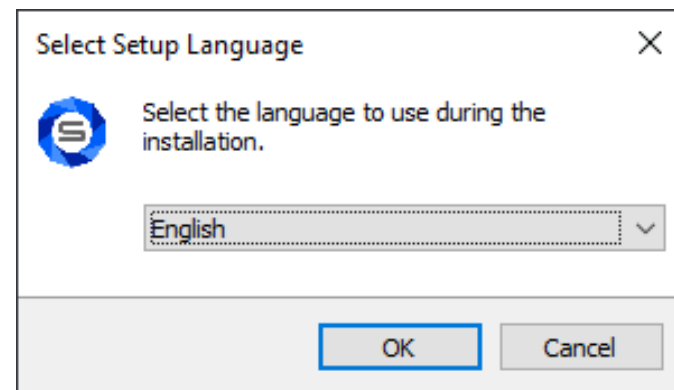 Select Setup Language
Select the language to use during the
installation.
English
OK
Cancel